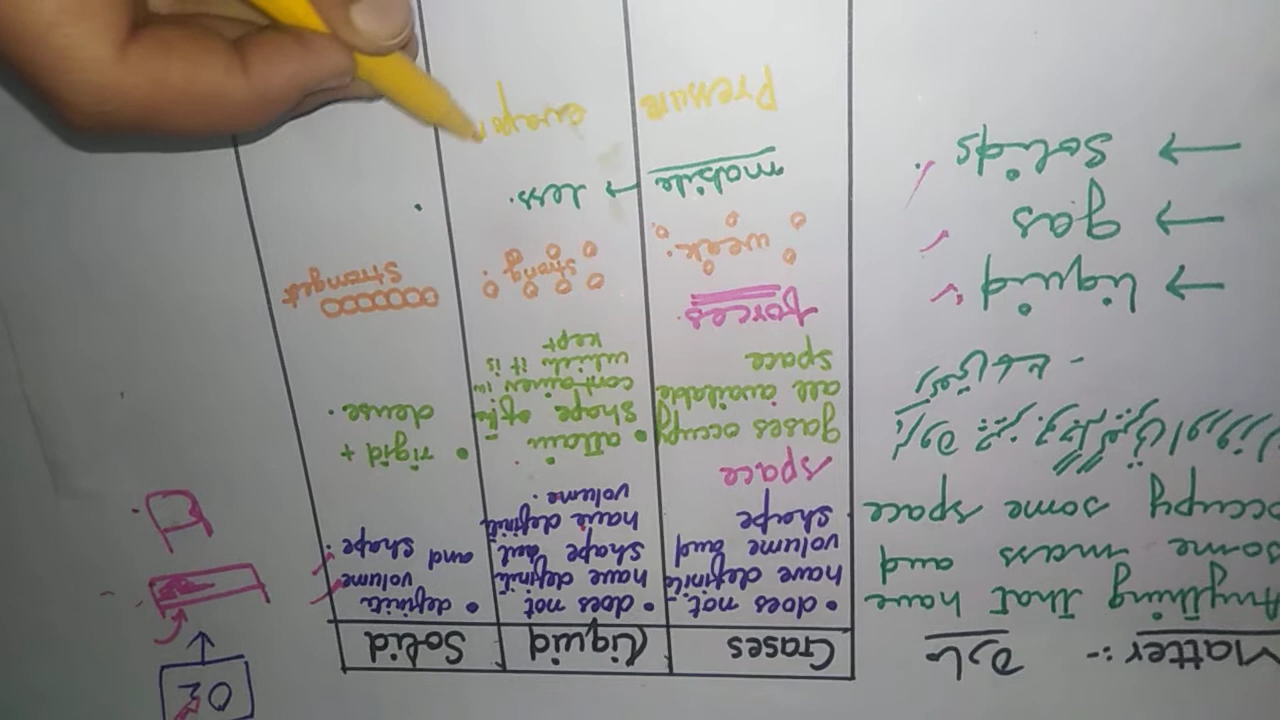 Matter:- مادہ
Anything that have
some mass and
occupy some space
→ liquid
→ gas
→ Solids
Gases
• does not
have definite
volume and
shape
space
gases occupy
all available
space
forces
week.
mobile
Pressure
Liquid
• does not
have definite
shape but
have definite
volume.
• attain
shape of the
container in
which it is
kept
strong.
→ less.
evapo
Solid
• definite
volume
and shape.
• rigid +
dense.
Strongest